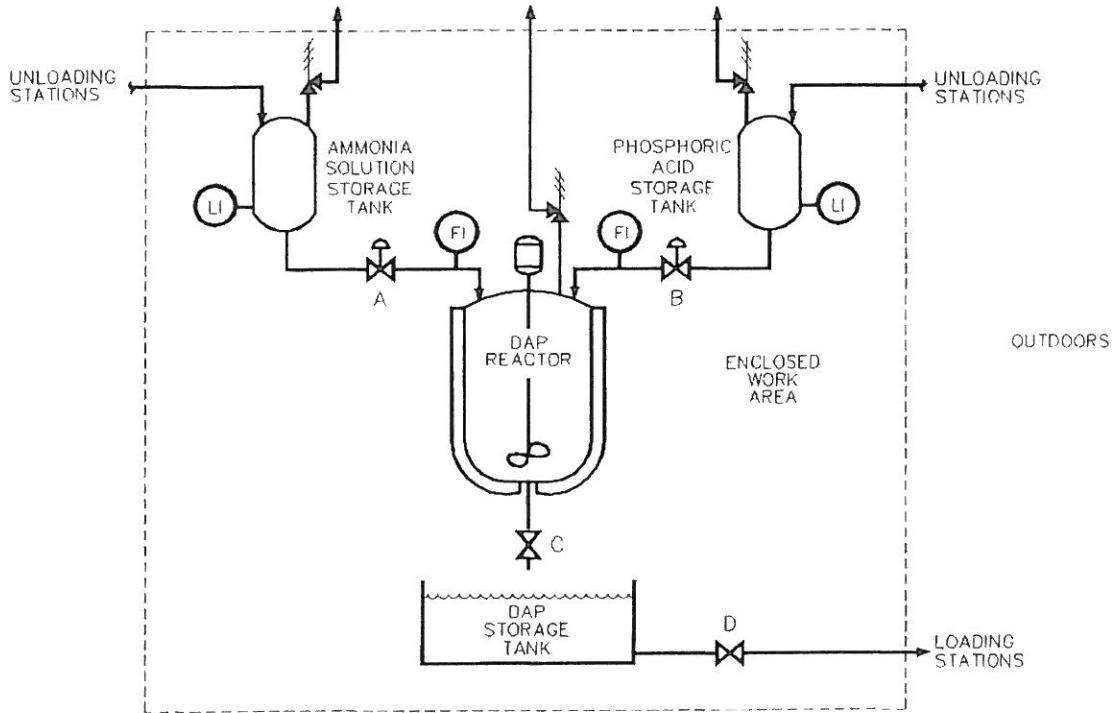 UNLOADING
STATIONS
UNLOADING
STATIONS
AMMONIA
SOLUTION
STORAGE
TANK
PHOSPHORIC
ACID
STORAGE
TANK
LI
LI
FI
FI
A
B
DAP
REACTOR
ENCLOSED
WORK
AREA
OUTDOORS
C
DAP
STORAGE
TANK
D
LOADING
STATIONS